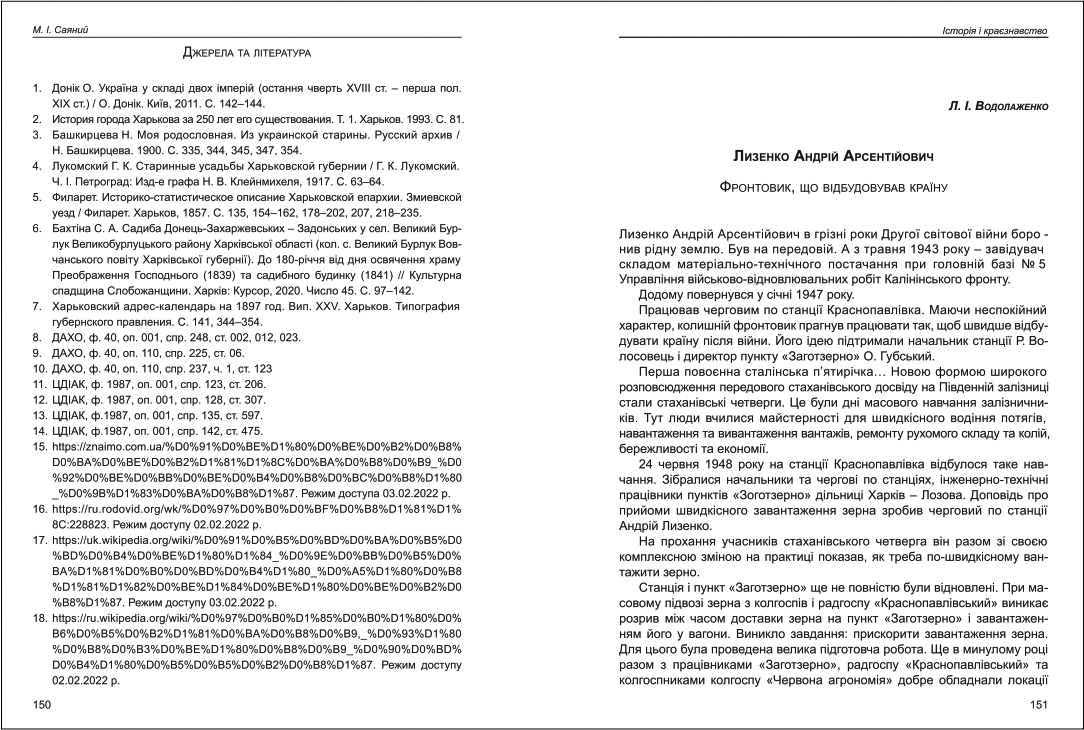 М. І. Саяний
Джерела та література
1. Донік О. Україна у складі двох імперій (остання чверть XVIII ст. – перша пол.
XIX ст.) / О. Донік. Київ, 2011. С. 142–144.
2. История города Харькова за 250 лет его существования. Т. 1. Харьков. 1993. С. 81.
3. Башкирцева Н. Моя родословная. Из украинской старины. Русский архив /
Н. Башкирцева. 1900. С. 335, 344, 345, 347, 354.
4. Лукомский Г. К. Старинные усадьбы Харьковской губернии / Г. К. Лукомский.
Ч. І. Петроград: Изд-е графа Н. В. Клейнмихеля, 1917. С. 63–64.
5. Филарет. Историко-статистическое описание Харьковской епархии. Змиевской
уезд / Филарет. Харьков, 1857. С. 135, 154–162, 178–202, 207, 218–235.
6. Бахтіна С. А. Садиба Донець-Захаржевських – Задонських у сел. Великий Бур-
лук Великобурлуцького району Харківської області (кол. с. Великий Бурлук Вов-
чанського повіту Харківської губернії). До 180-річчя від дня освячення храму
Преображення Господнього (1839) та садибного будинку (1841) // Культурна
спадщина Слобожанщини. Харків: Курсор, 2020. Число 45. С. 97–142.
7. Харьковский адрес-календарь на 1897 год. Вип. XXV. Харьков. Типография
губернского правления. С. 141, 344–354.
8. ДАХО, ф. 40, оп. 001, спр. 248, ст. 002, 012, 023.
9. ДАХО, ф. 40, оп. 110, спр. 225, ст. 06.
10. ДАХО, ф. 40, оп. 110, спр. 237, ч. 1, ст. 123
11. ЦДІАК, ф. 1987, оп. 001, спр. 123, ст. 206.
12. ЦДІАК, ф. 1987, оп. 001, спр. 128, ст. 307.
13. ЦДІАК, ф.1987, оп. 001, спр. 135, ст. 597.
14. ЦДІАК, ф.1987, оп. 001, спр. 142, ст. 475.
15. https://znaimo.com.ua/%D0%91%D0%BE%D1%80%D0%BE%D0%B2%D0%B8%
D0%BA%D0%BE%D0%B2%D1%81%D1%8C%D0%BA%D0%B8%D0%B9_%D0
%92%D0%BE%D0%BB%D0%BE%D0%B4%D0%B8%D0%BC%D0%B8%D1%80
_%D0%9B%D1%83%D0%BA%D0%B8%D1%87. Режим доступа 03.02.2022 р.
16. https://ru.rodovid.org/wk/%D0%97%D0%B0%D0%BF%D0%B8%D1%81%D1%
8C:228823. Режим доступу 02.02.2022 р.
17. https://uk.wikipedia.org/wiki/%D0%91%D0%B5%D0%BD%D0%BA%D0%B5%D0
%BD%D0%B4%D0%BE%D1%80%D1%84_%D0%9E%D0%BB%D0%B5%D0%
BA%D1%81%D0%B0%D0%BD%D0%B4%D1%80_%D0%A5%D1%80%D0%B8
%D1%81%D1%82%D0%BE%D1%84%D0%BE%D1%80%D0%BE%D0%B2%D0
%B8%D1%87. Режим доступу 03.02.2022 р.
18. https://ru.wikipedia.org/wiki/%D0%97%D0%B0%D1%85%D0%B0%D1%80%D0%
B6%D0%B5%D0%B2%D1%81%D0%BA%D0%B8%D0%B9,_%D0%93%D1%80
%D0%B8%D0%B3%D0%BE%D1%80%D0%B8%D0%B9_%D0%90%D0%BD%
D0%B4%D1%80%D0%B5%D0%B5%D0%B2%D0%B8%D1%87. Режим доступу
02.02.2022 р.
150
Історія і краєзнавство
Л. І. Водолаженко
Лизенко Андрій Арсентійович
Фронтовик, що відбудовував країну
Лизенко Андрій Арсентійович в грізні роки Другої світової війни боро -
нив рідну землю. Був на передовій. А з травня 1943 року – завідувач
складом матеріально-технічного постачання при головній базі № 5
Управління військово-відновлювальних робіт Калінінського фронту.
Додому повернувся у січні 1947 року.
Працював черговим по станції Краснопавлівка. Маючи неспокійний
характер, колишній фронтовик прагнув працювати так, щоб швидше відбу-
дувати країну після війни. Його ідею підтримали начальник станції Р. Во-
лосовець і директор пункту «Заготзерно» О. Губський.
Перша повоєнна сталінська п’ятирічка… Новою формою широкого
розповсюдження передового стаханівського досвіду на Південній залізниці
стали стаханівські четверги. Це були дні масового навчання залізнични-
ків. Тут люди вчилися майстерності для швидкісного водіння потягів,
навантаження та вивантаження вантажів, ремонту рухомого складу та колій,
бережливості та економії.
24 червня 1948 року на станції Краснопавлівка відбулося таке нав-
чання. Зібралися начальники та чергові по станціях, інженерно-технічні
працівники пунктів «Зоготзерно» дільниці Харків – Лозова. Доповідь про
прийоми швидкісного завантаження зерна зробив черговий по станції
Андрій Лизенко.
На прохання учасників стаханівського четверга він разом зі своєю
комплексною зміною на практиці показав, як треба по-швидкісному ван-
тажити зерно.
Станція і пункт «Заготзерно» ще не повністю були відновлені. При ма-
совому підвозі зерна з колгоспів і радгоспу «Краснопавлівський» виникає
розрив між часом доставки зерна на пункт «Заготзерно» і завантажен-
ням його у вагони. Виникло завдання: прискорити завантаження зерна.
Для цього була проведена велика підготовча робота. Ще в минулому році
разом з працівниками «Заготзерно», радгоспу «Краснопавлівський» та
колгоспниками колгоспу «Червона агрономія» добре обладнали локації
151